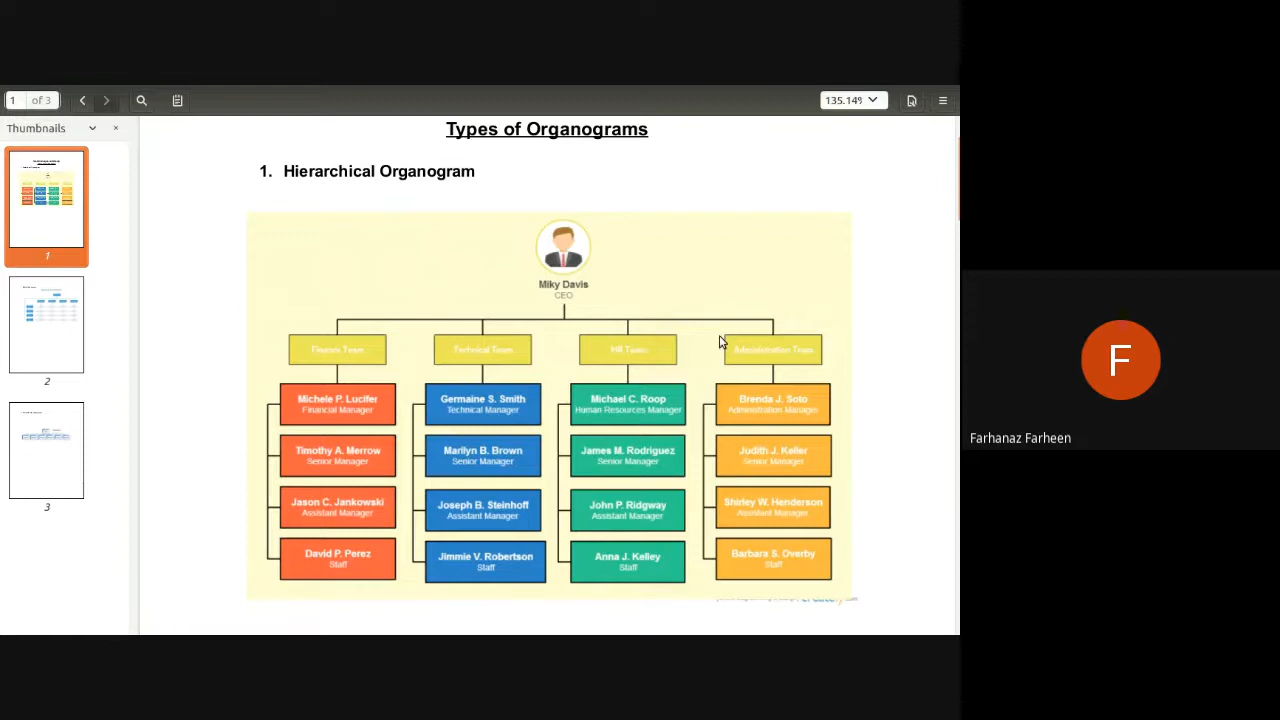 1 of 3
135.14%
Thumbnails
Types of Organograms
1. Hierarchical Organogram
Miky Davis
CEO
Finance Team
Technical Team
HR Team
Administration Team
Michele P. Lucifer
Financial Manager
Germaine S. Smith
Technical Manager
Michael C. Roop
Human Resources Manager
Brenda J. Soto
Administration Manager
Timothy A. Merrow
Senior Manager
Marilyn B. Brown
Senior Manager
James M. Rodriguez
Senior Manager
Judith J. Keller
Senior Manager
Jason C. Jankowski
Assistant Manager
Joseph B. Steinhoff
Assistant Manager
John P. Ridgway
Assistant Manager
Shirley W. Henderson
Assistant Manager
David P. Perez
Staff
Jimmie V. Robertson
Staff
Anna J. Kelley
Staff
Barbara S. Overby
Staff
1
2
3
F
Farhanaz Farheen